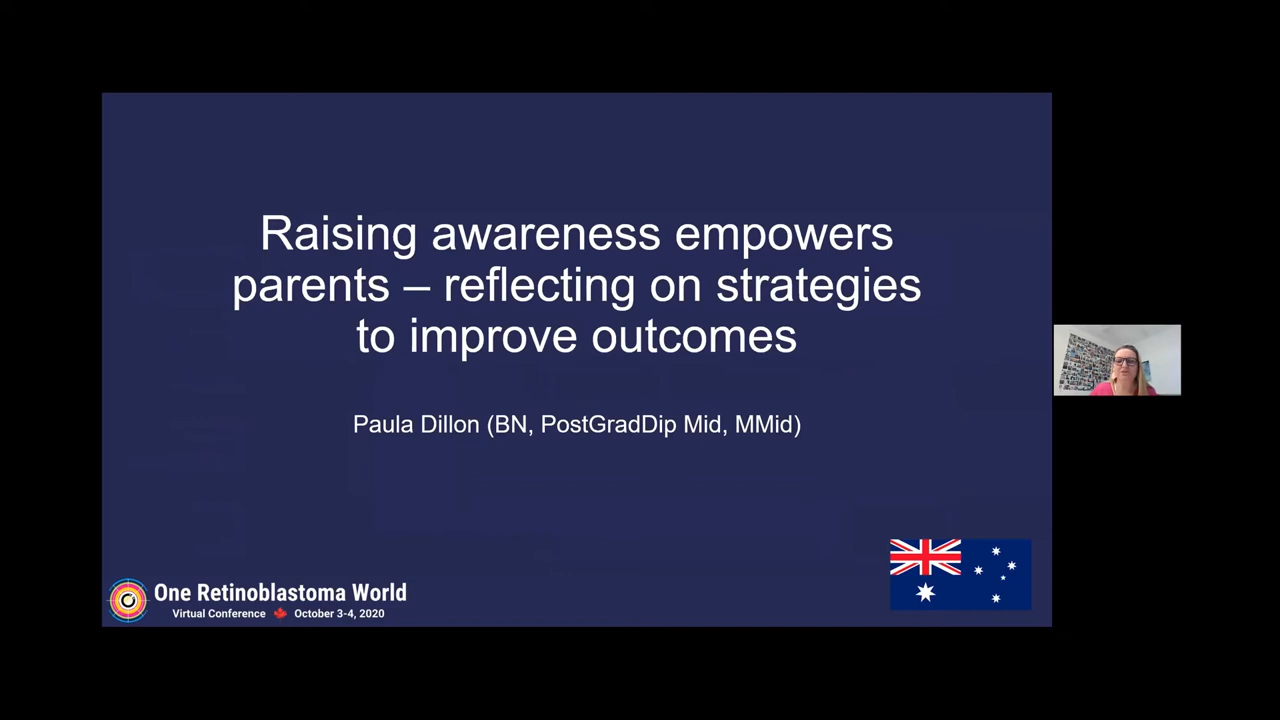 Raising awareness empowers
parents – reflecting on strategies
to improve outcomes
Paula Dillon (BN, PostGradDip Mid, MMid)
One Retinoblastoma World
Virtual Conference October 3-4, 2020